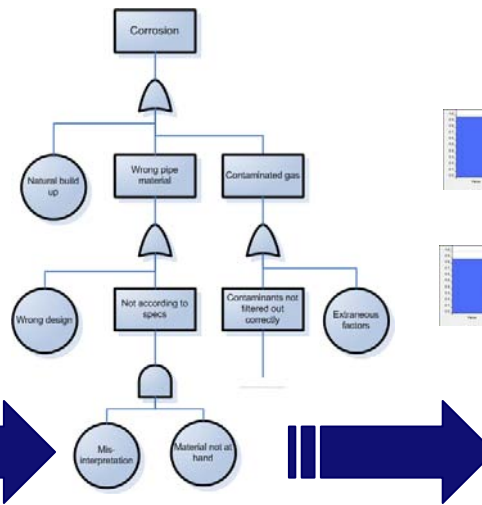 Corrosion
Natural build
up
Wrong pipe
material
Contaminated gas
Wrong design
Not according to
specs
Contaminants not
filtered out
correctly
Extraneous
factors
Mis-
interpretation
Material not at
hand